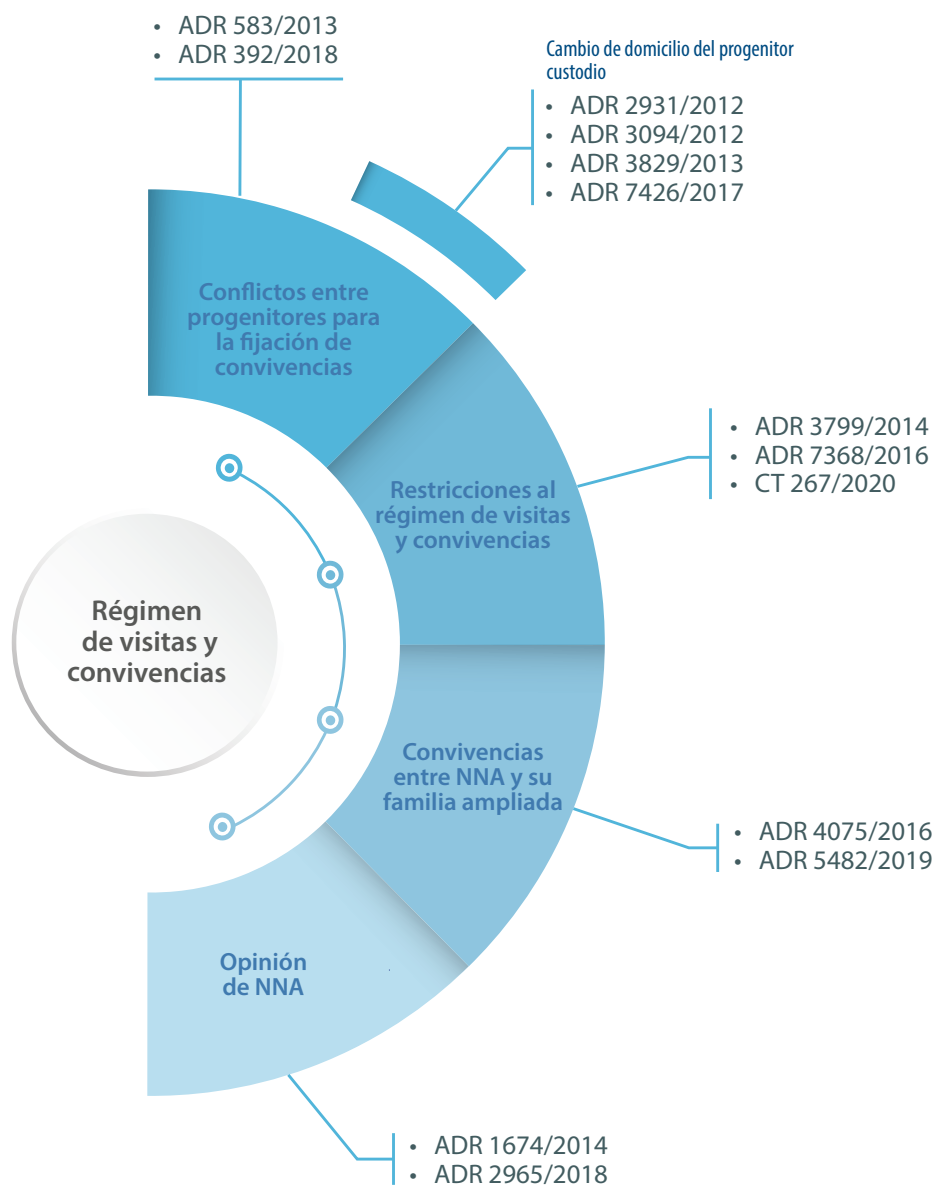 • ADR 583/2013
• ADR 392/2018
Cambio de domicilio del progenitor
custodio
• ADR 2931/2012
• ADR 3094/2012
• ADR 3829/2013
• ADR 7426/2017
Conflictos entre
progenitores para
la fijación de
convivencias
Restricciones al
régimen de visitas
y convivencias
• ADR 3799/2014
• ADR 7368/2016
• CT 267/2020
Régimen
de visitas y
convivencias
Convivencias
entre NNA y su
familia ampliada
• ADR 4075/2016
• ADR 5482/2019
Opinión
de NNA
• ADR 1674/2014
• ADR 2965/2018